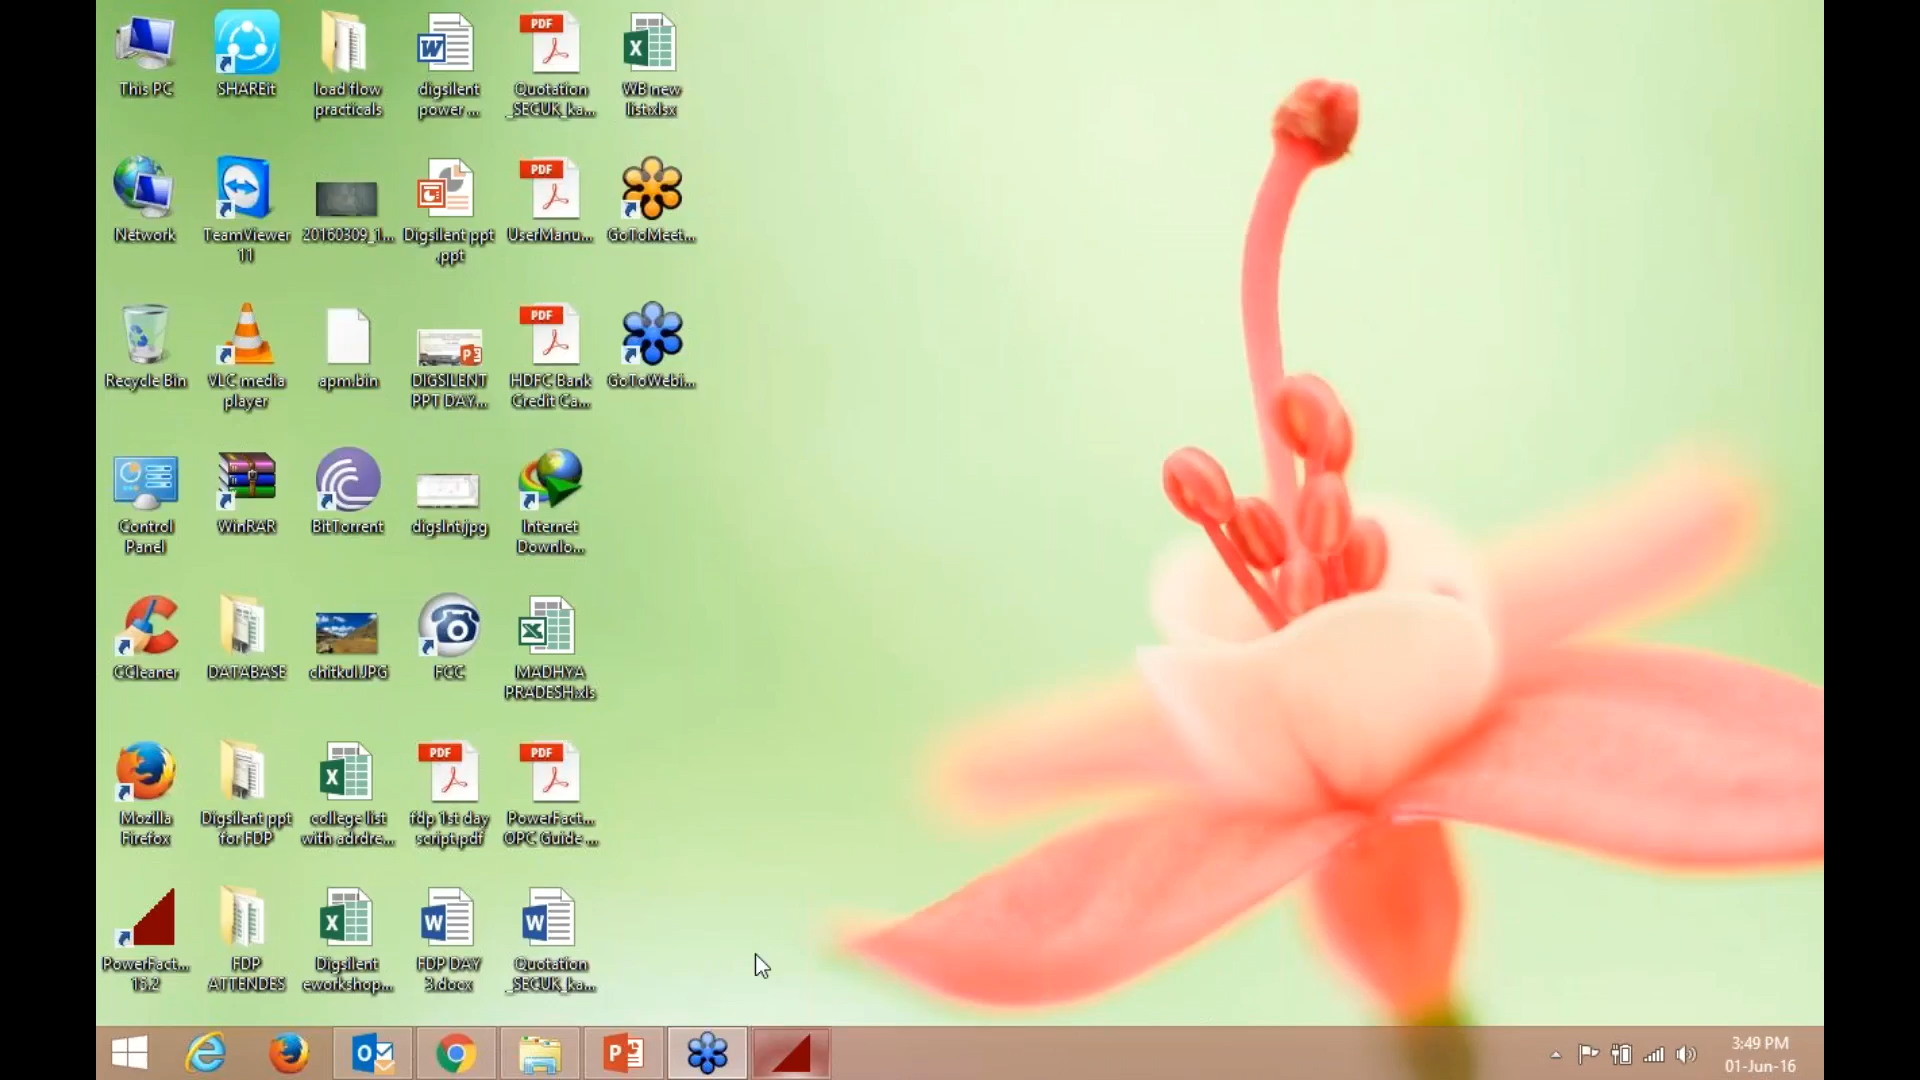 This PC
SHAREit
load flow
practicals
digsilent
power ...
PDF
Quotation
_SECUK_ka...
WB new
list.xlsx
Network
TeamViewer
11
20160309_1...
Digsilent ppt
.ppt
PDF
UserManu...
GoToMeet...
Recycle Bin
VLC media
player
apm.bin
DIGSILENT
PPT DAY...
PDF
HDFC Bank
Credit Ca...
GoToWebi...
Control
Panel
WinRAR
BitTorrent
digslnt.jpg
Internet
Downlo...
CCleaner
DATABASE
chitkul.JPG
FCC
MADHYA
PRADESH.xls
Mozilla
Firefox
Digsilent ppt
for FDP
college list
with adrdre...
PDF
fdp 1st day
script.pdf
PDF
PowerFact...
OPC Guide ...
PowerFact...
15.2
FDP
ATTENDES
Digsilent
eworkshop...
FDP DAY
3.docx
Quotation
_SECUK_ka...
3:49 PM
01-Jun-16